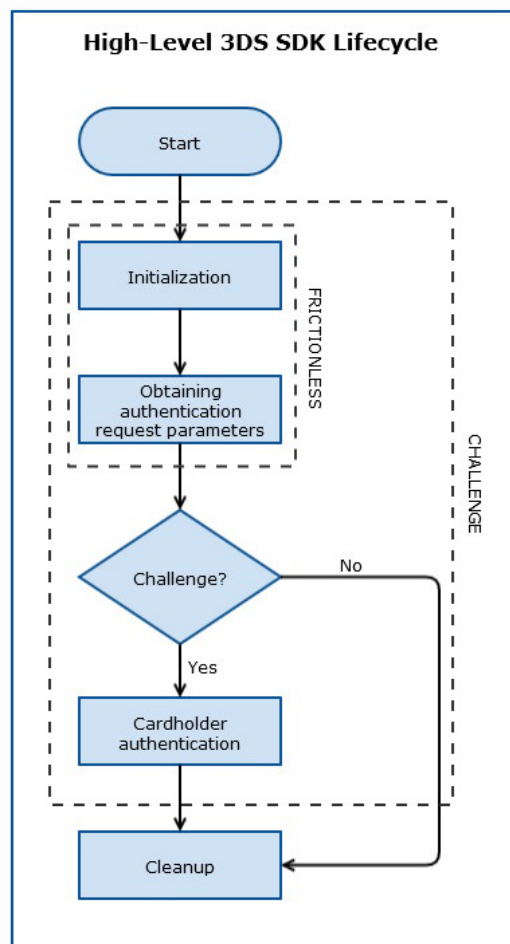 High-Level 3DS SDK Lifecycle
Start
Initialization
FRICTIONLESS
Obtaining
authentication
request parameters
CHALLENGE
Challenge?
No
Yes
Cardholder
authentication
Cleanup